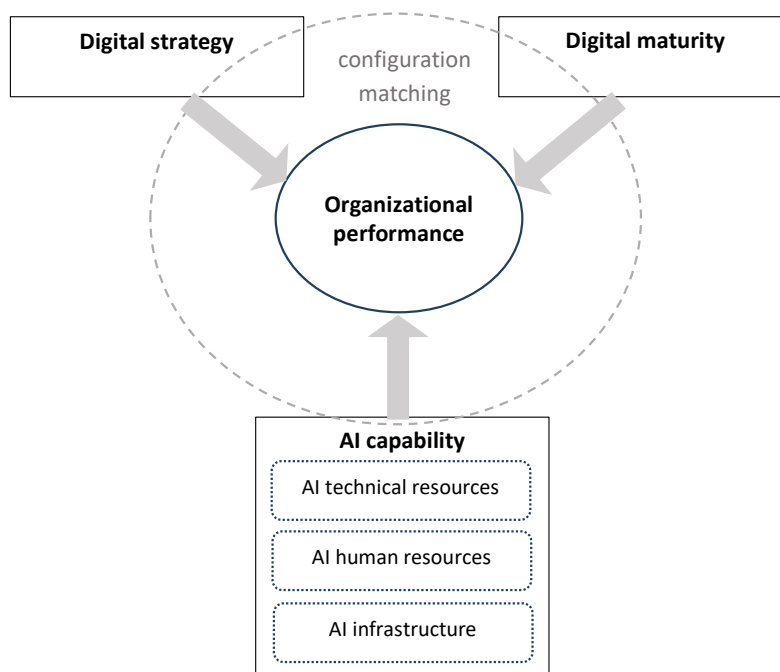 Digital strategy
Digital maturity
configuration
matching
Organizational
performance
AI capability
AI technical resources
AI human resources
AI infrastructure